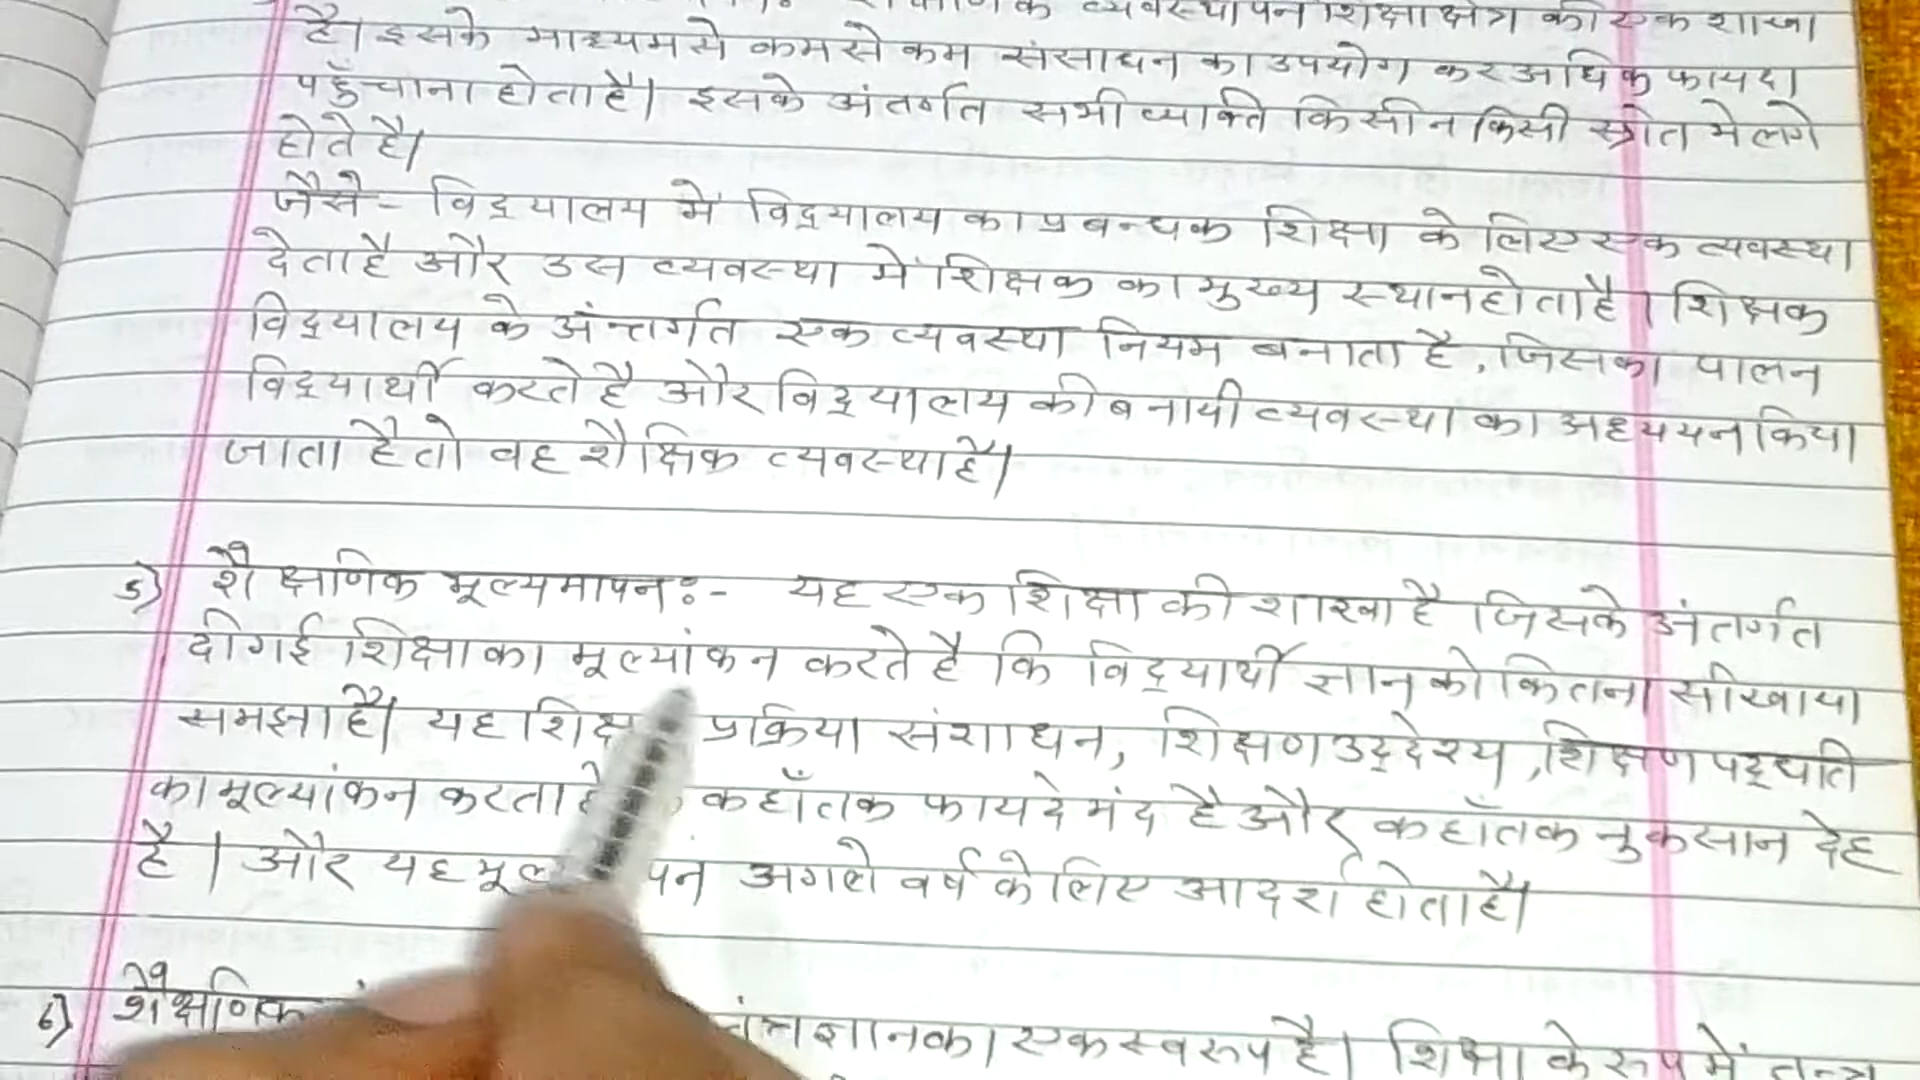 व्यवस्थापन शिक्षा क्षेत्र की एक शाखा
है। इसके माध्यम से कम से कम संसाधन का उपयोग कर अधिक फायदा
पहुँचाना होता है। इसके अंतर्गत सभी व्यक्ति किसी न किसी स्रोत मे लगे
होते है।
जैसे - विद्यालय में विद्यालय का प्रबन्धक शिक्षा के लिए एक व्यवस्था
देता है और उस व्यवस्था में शिक्षक का मुख्य स्थान होता है। शिक्षक
विद्यालय के अंन्तर्गत एक व्यवस्था नियम बनाता है, जिसका पालन
विद्यार्थी करते है और विद्यालय की बनायी व्यवस्था का अध्ययन किया
जाता है तो वह शैक्षिक व्यवस्था है।
5) शैक्षणिक मूल्यमापन :- यह एक शिक्षा की शाखा है जिसके अंतर्गत
दी गई शिक्षा का मूल्यांकन करते है कि विद्यार्थी ज्ञान को कितना सीखा या
समझा है। यह प्रक्रिया संशाधन, शिक्षण उद्देश्य, शिक्षण पद्धति
का मूल्यांकन करता कहाँ तक फायदे मंद है और कहाँ तक नुकसान देह
है। और यह अगले वर्ष के लिए आदर्श होता है।
6) शैक्षणिक का एक स्वरूप है। शिक्षा के रूप में